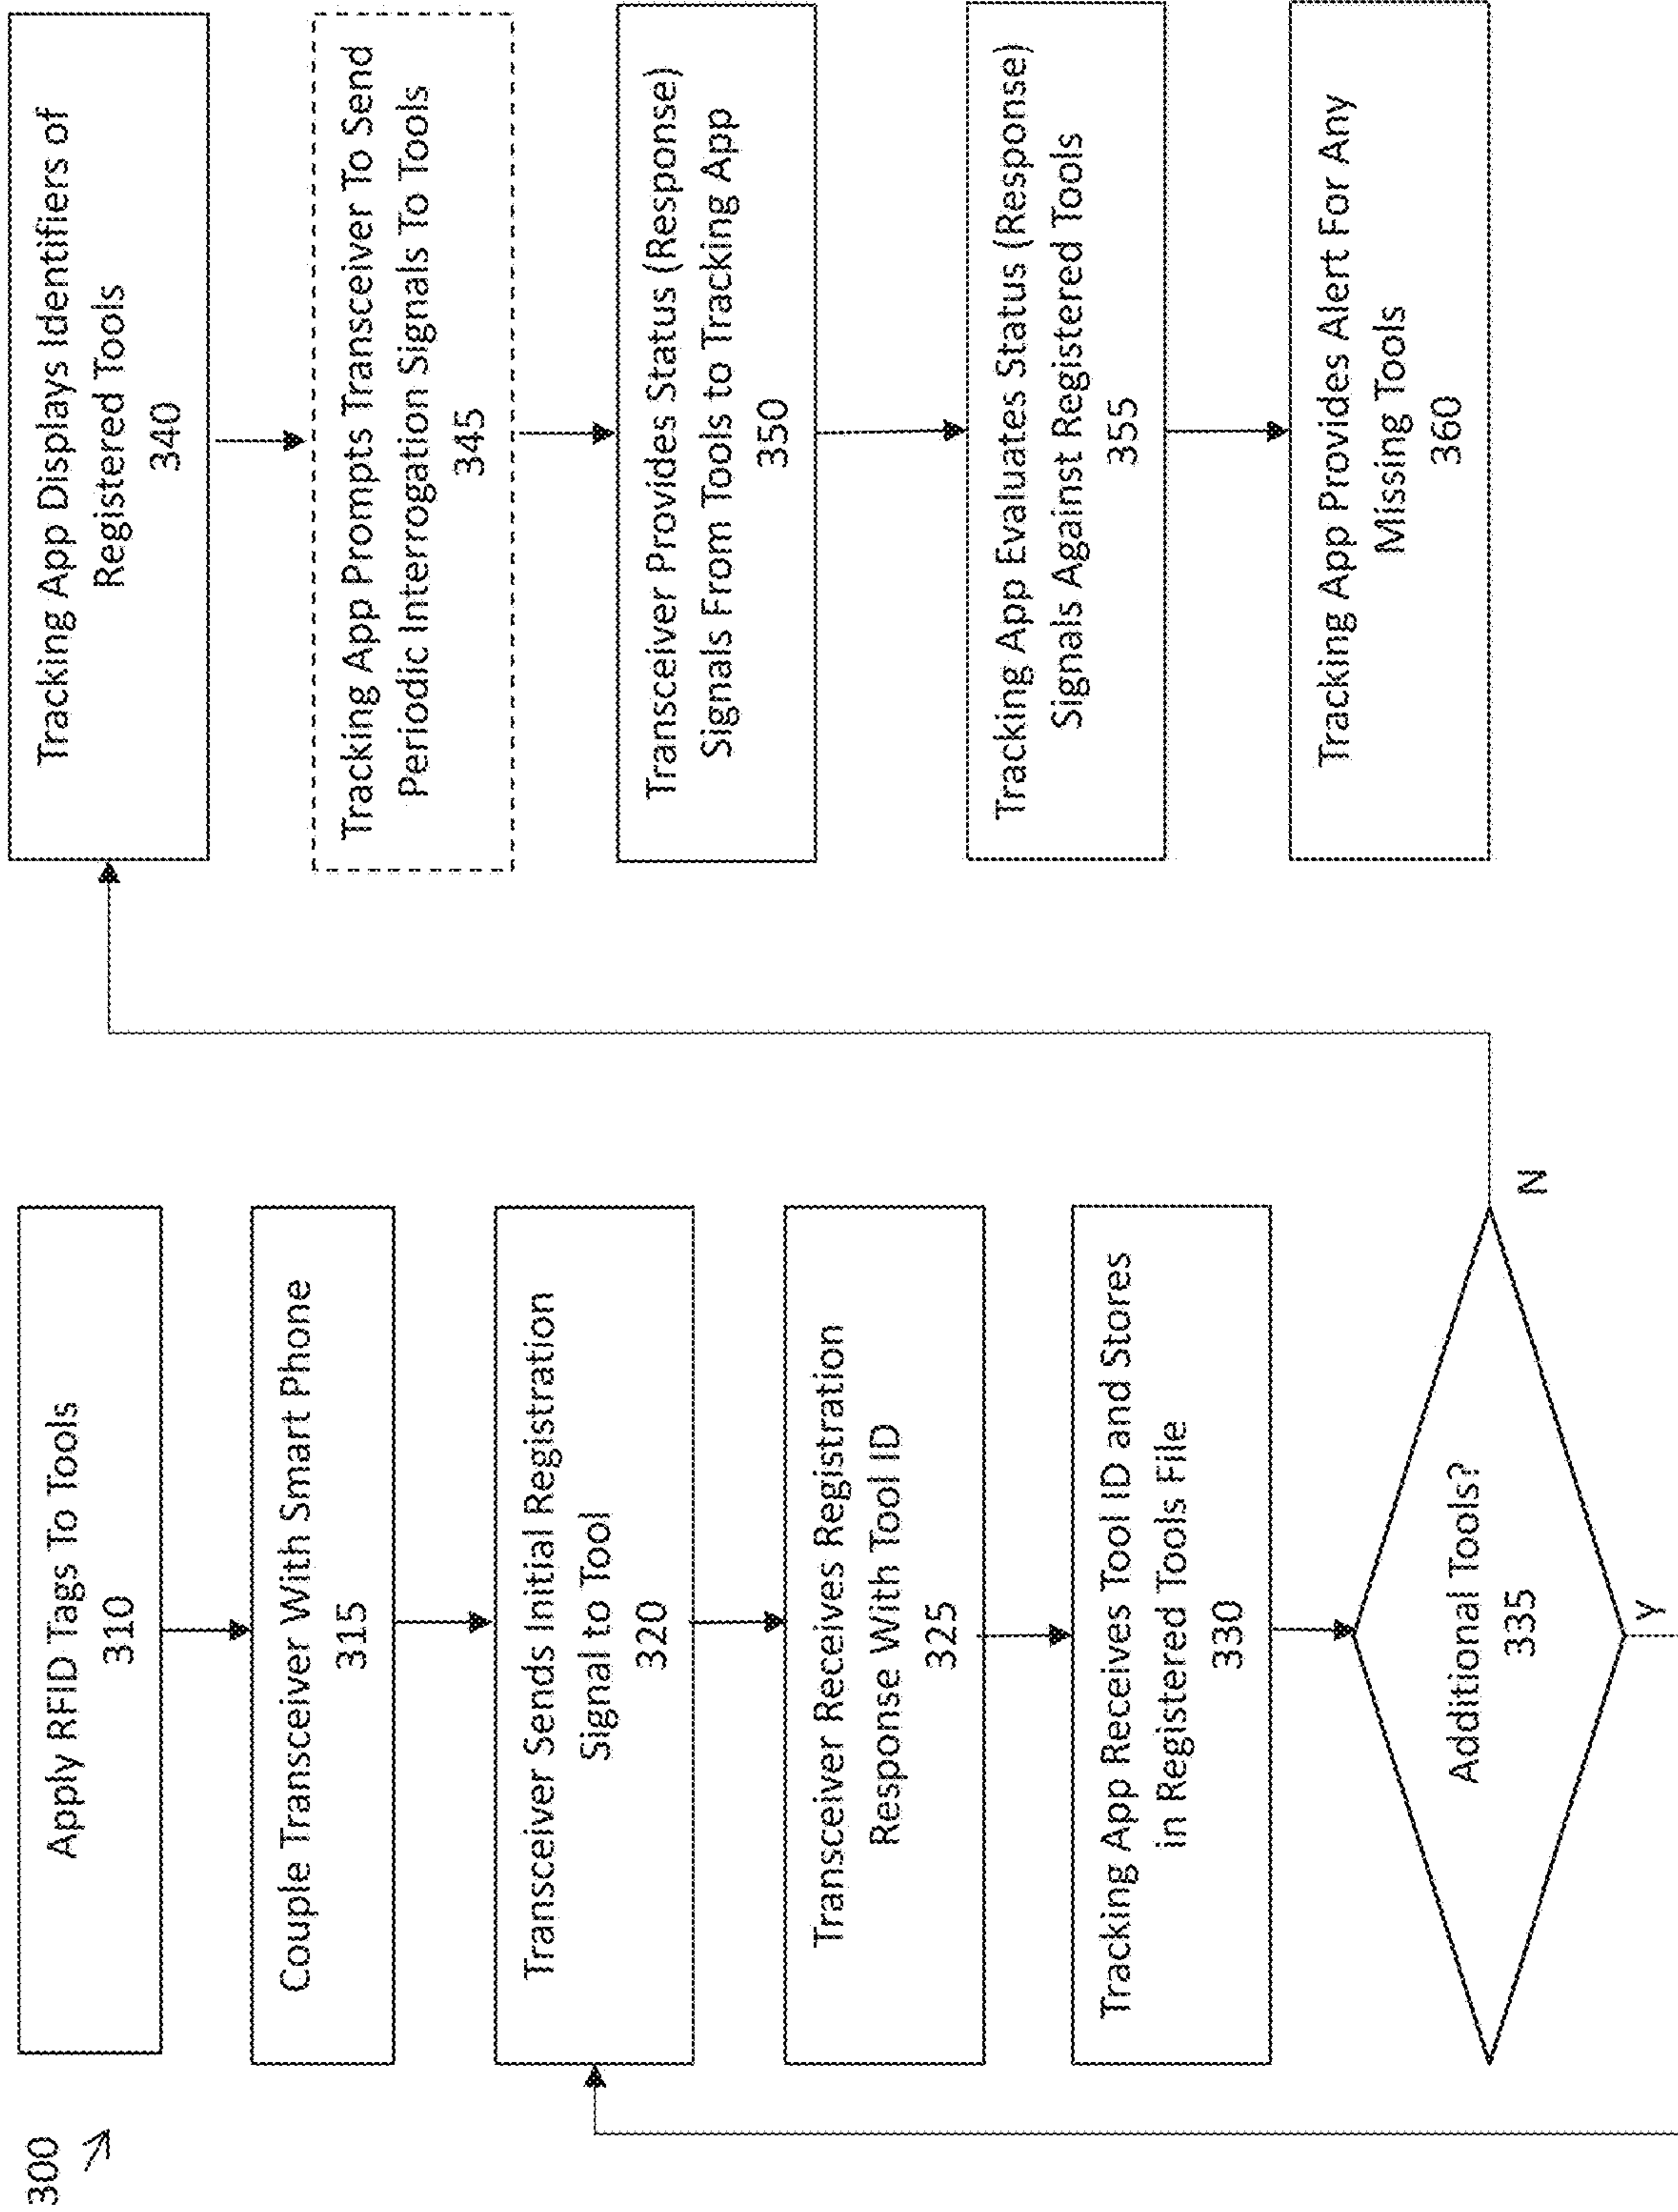 300
Apply RFID Tags To Tools
310
Couple Transceiver With Smart Phone
315
Transceiver Sends Initial Registration
Signal to Tool
320
Transceiver Receives Registration
Response With Tool ID
325
Tracking App Receives Tool ID and Stores
in Registered Tools File
330
Additional Tools?
335
Y
N
Tracking App Displays Identifiers of
Registered Tools
340
Tracking App Prompts Transceiver To Send
Periodic Interrogation Signals To Tools
345
Transceiver Provides Status (Response)
Signals From Tools to Tracking App
350
Tracking App Evaluates Status (Response)
Signals Against Registered Tools
355
Tracking App Provides Alert For Any
Missing Tools
360